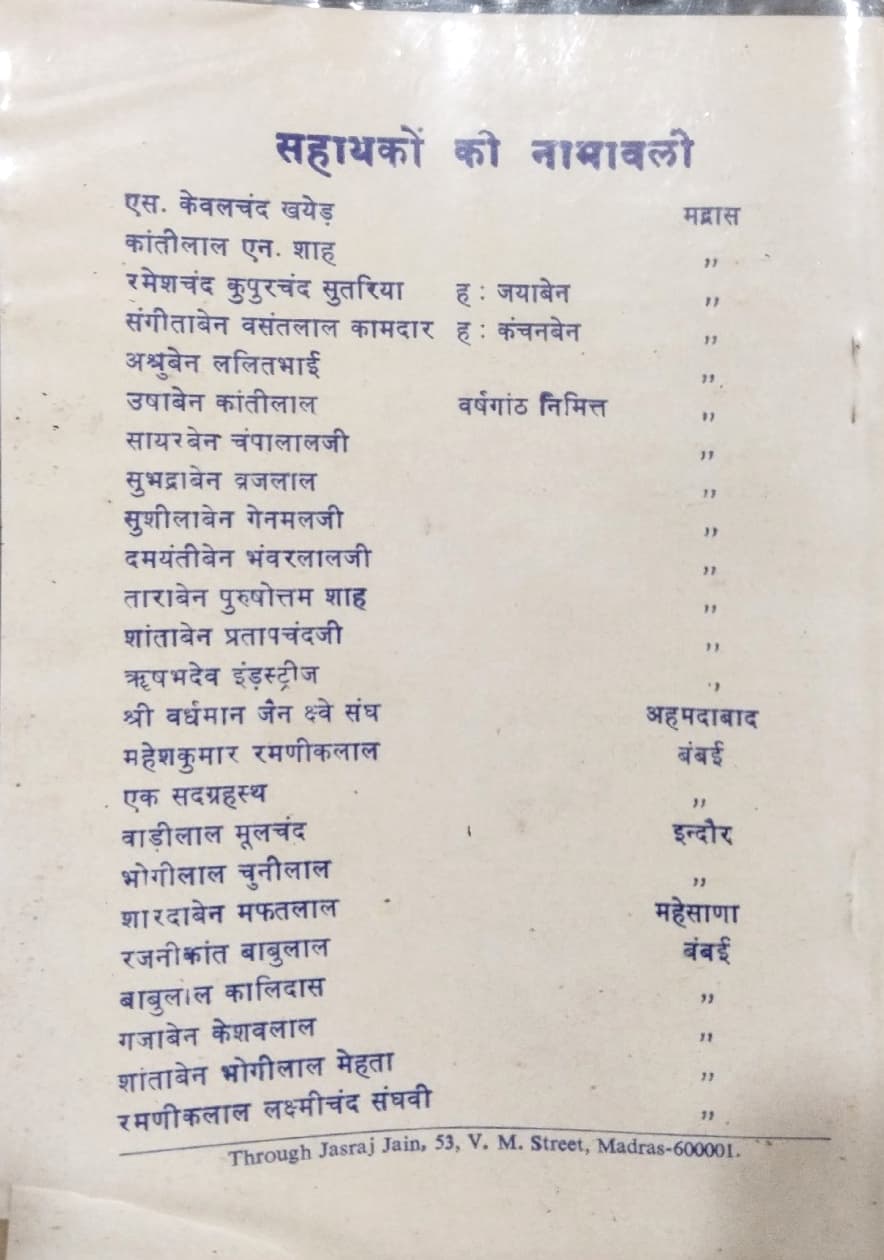 सहायकों की नामावली
एस. केवलचंद खयेड़ मद्रास
कांतीलाल एन. शाह ,,
रमेशचंद कुपुरचंद सुतरिया ह : जयाबेन ,,
संगीताबेन वसंतलाल कामदार ह : कंचनबेन ,,
अश्रुबेन ललितभाई ,,
उषाबेन कांतीलाल वर्षगांठ निमित्त ,,
सायरबेन चंपालालजी ,,
सुभद्राबेन व्रजलाल ,,
सुशीलाबेन गेनमलजी ,,
दमयंतीबेन भंवरलालजी ,,
ताराबेन पुरुषोत्तम शाह ,,
शांताबेन प्रतापचंदजी ,,
ऋषभदेव इंड़स्ट्रीज ,,
श्री वर्धमान जैन क्ष्वे संघ अहमदाबाद
महेशकुमार रमणीकलाल बंबई
एक सदग्रहस्थ ,,
वाड़ीलाल मूलचंद इन्दौर
भोगीलाल चुनीलाल ,,
शारदाबेन मफतलाल महेसाणा
रजनीकांत बाबुलाल बंबई
बाबुलाल कालिदास ,,
गजाबेन केशवलाल ,,
शांताबेन भोगीलाल मेहता ,,
रमणीकलाल लक्ष्मीचंद संघवी ,,
Through Jasraj Jain, 53, V. M. Street, Madras-600001.